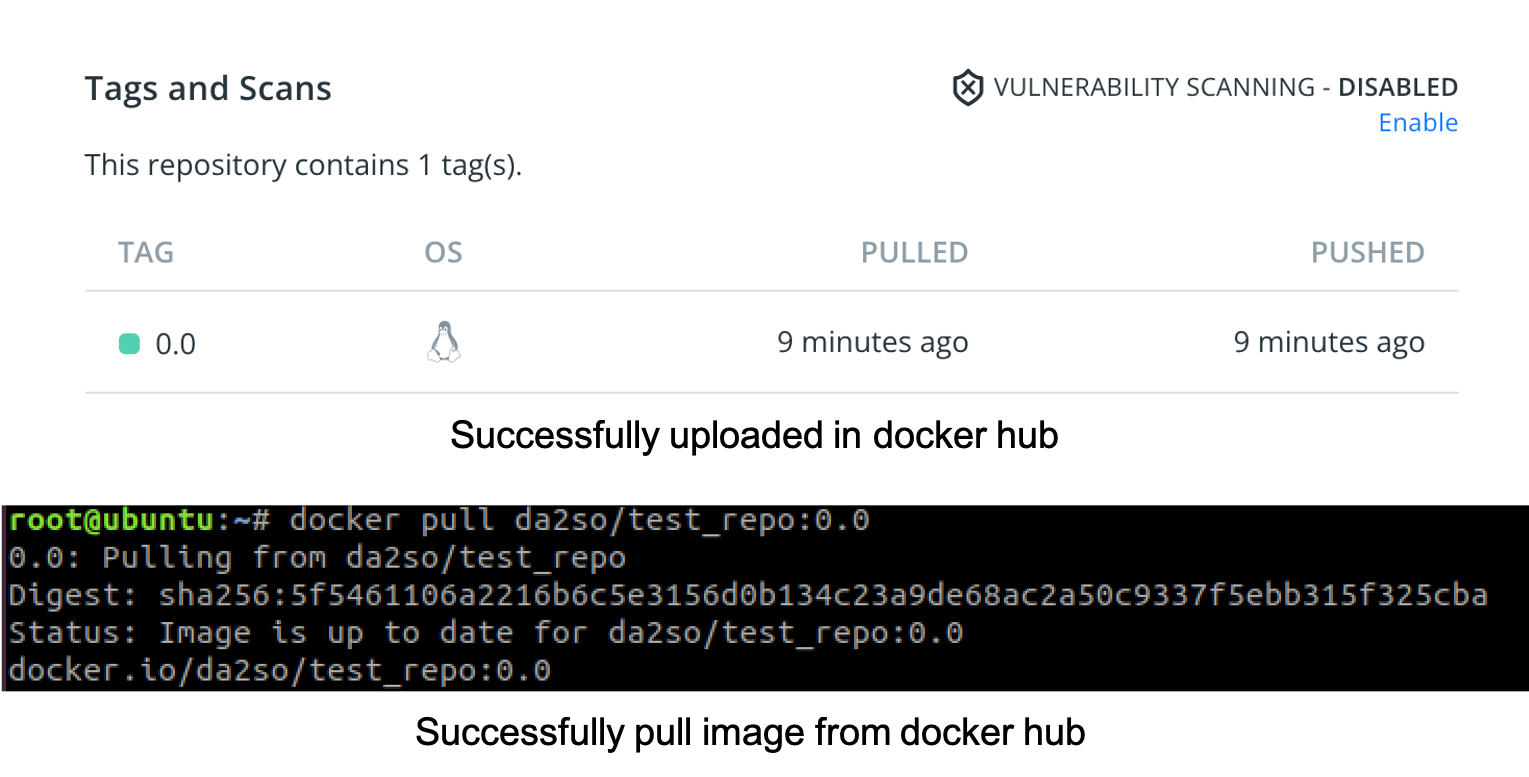 Tags and Scans
VULNERABILITY SCANNING - DISABLED
Enable
This repository contains 1 tag(s).
TAG OS PULLED PUSHED
0.0 9 minutes ago 9 minutes ago
Successfully uploaded in docker hub
root@ubuntu:~# docker pull da2so/test_repo:0.0
0.0: Pulling from da2so/test_repo
Digest: sha256:5f5461106a2216b6c5e3156d0b134c23a9de68ac2a50c9337f5ebb315f325cba
Status: Image is up to date for da2so/test_repo:0.0
docker.io/da2so/test_repo:0.0
Successfully pull image from docker hub